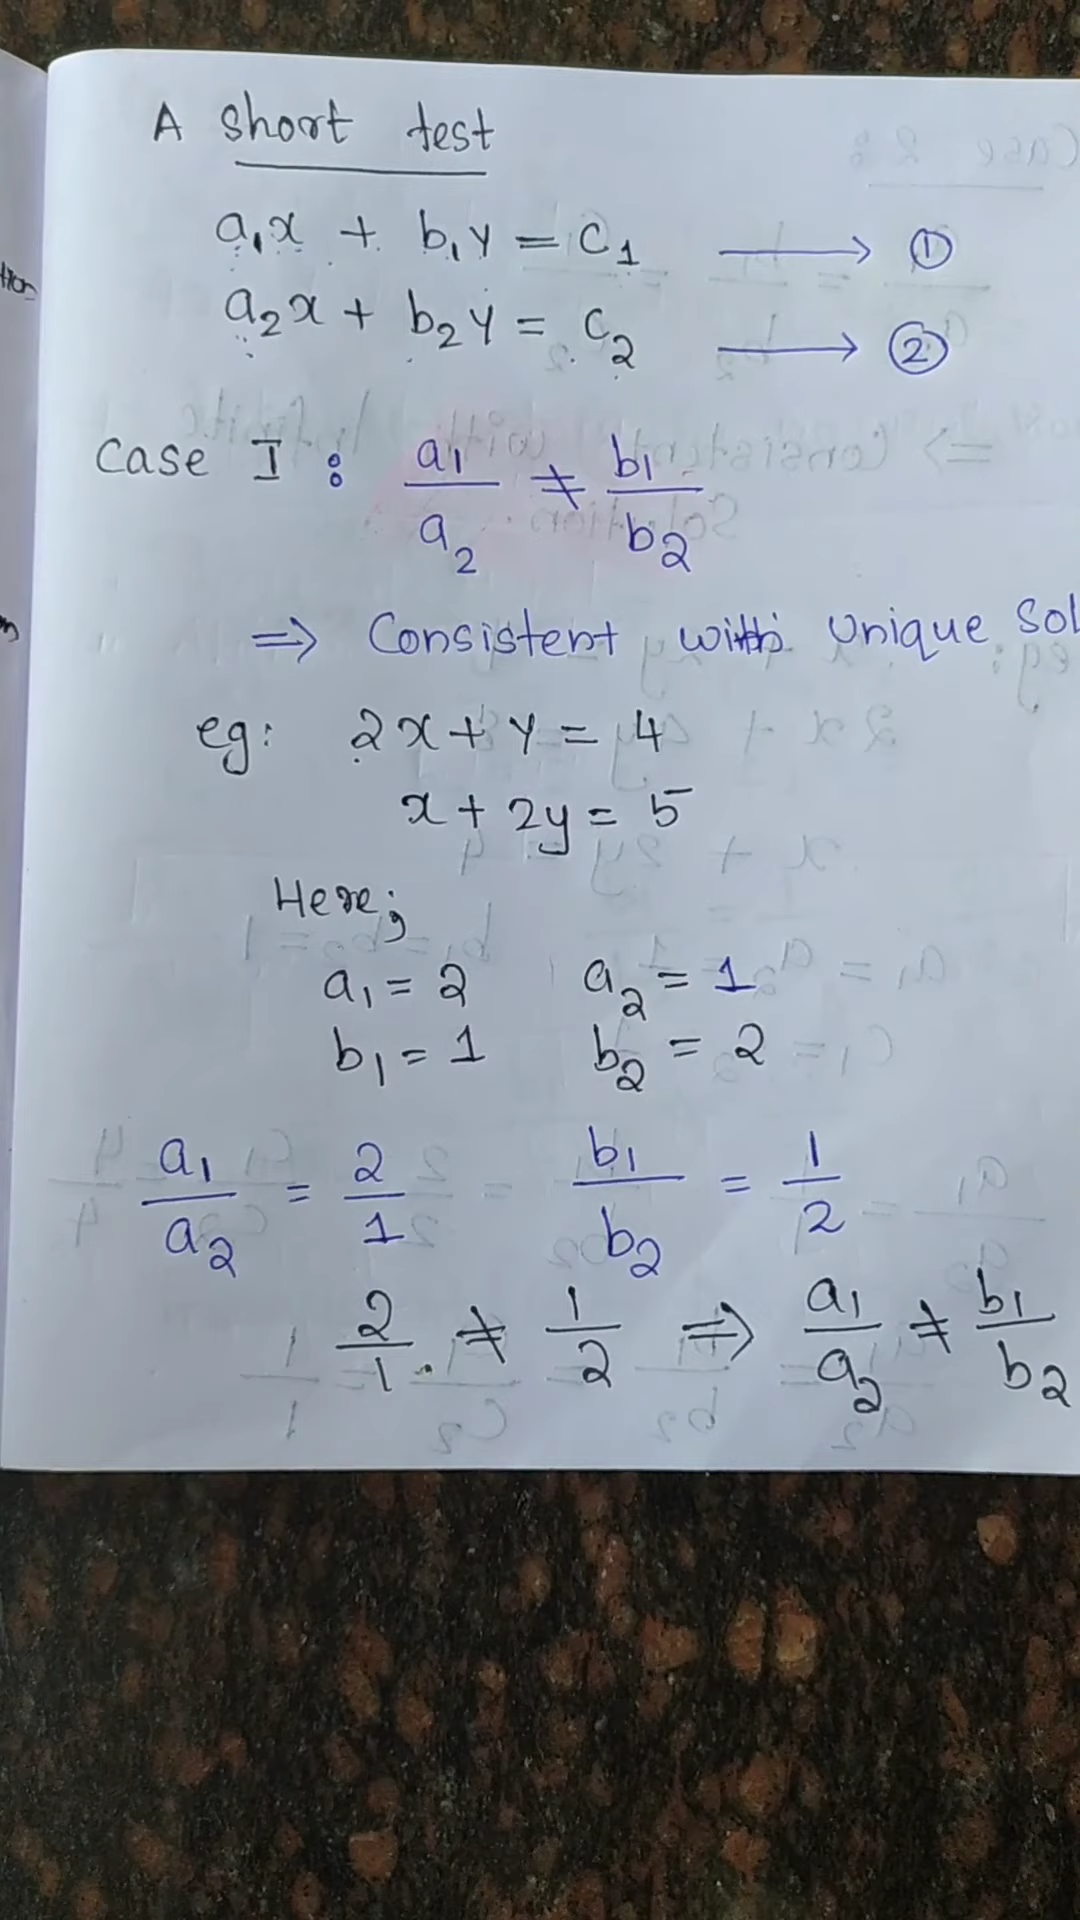 A short test
a₁x + b₁y = c₁ ⟶ ①
a₂x + b₂y = c₂ ⟶ ②
Case I : a₁/a₂ ≠ b₁/b₂
⇒ Consistent with Unique Sol
eg: 2x + y = 4
x + 2y = 5
Here;
a₁ = 2 a₂ = 1
b₁ = 1 b₂ = 2
a₁/a₂ = 2/1 b₁/b₂ = 1/2
2/1 ≠ 1/2 ⇒ a₁/a₂ ≠ b₁/b₂